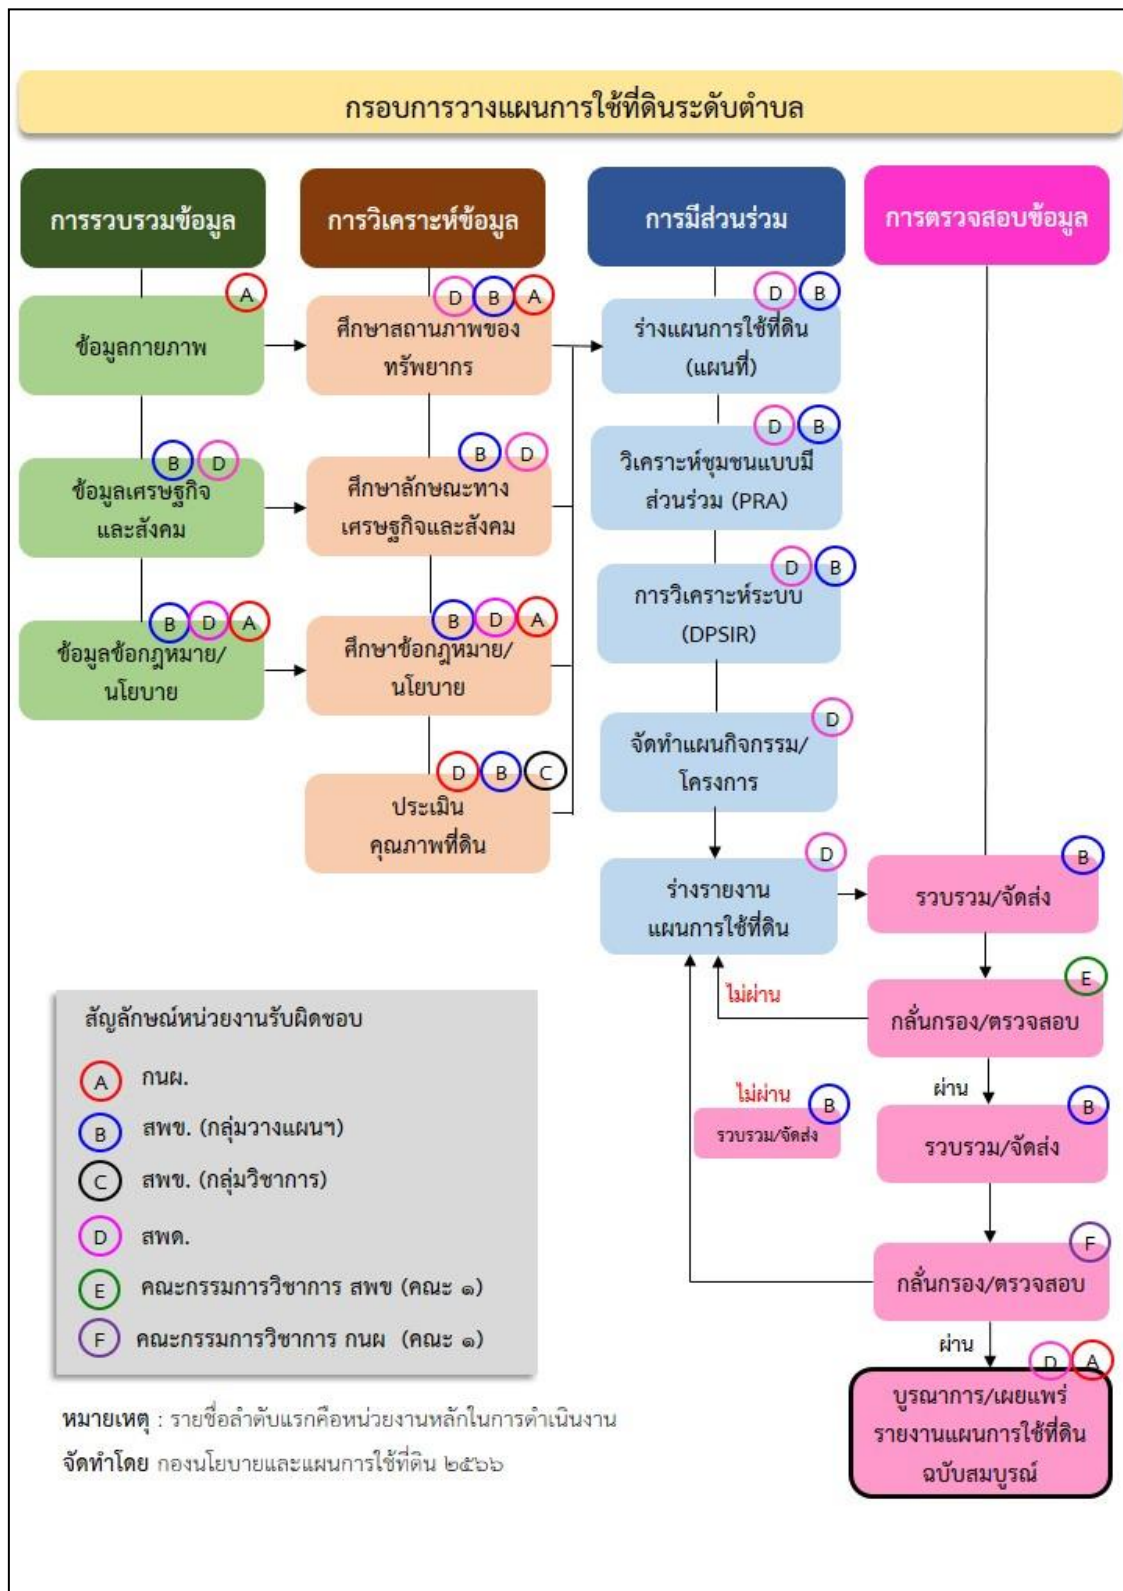 กรอบการวางแผนการใช้ที่ดินระดับตำบล
การรวบรวมข้อมูล
A
ข้อมูลกายภาพ
B D
ข้อมูลเศรษฐกิจ
และสังคม
B D A
ข้อมูลข้อกฎหมาย/
นโยบาย
การวิเคราะห์ข้อมูล
D B A
ศึกษาสถานภาพของ
ทรัพยากร
B D
ศึกษาลักษณะทาง
เศรษฐกิจและสังคม
B D A
ศึกษาข้อกฎหมาย/
นโยบาย
D B C
ประเมิน
คุณภาพที่ดิน
การมีส่วนร่วม
D B
ร่างแผนการใช้ที่ดิน
(แผนที่)
D B
วิเคราะห์ชุมชนแบบมี
ส่วนร่วม (PRA)
D B
การวิเคราะห์ระบบ
(DPSIR)
D
จัดทำแผนกิจกรรม/
โครงการ
D
ร่างรายงาน
แผนการใช้ที่ดิน
การตรวจสอบข้อมูล
B
รวบรวม/จัดส่ง
E
กลั่นกรอง/ตรวจสอบ
ไม่ผ่าน
ผ่าน
B
รวบรวม/จัดส่ง
ไม่ผ่าน
B
รวบรวม/จัดส่ง
F
กลั่นกรอง/ตรวจสอบ
ผ่าน
D A
บูรณาการ/เผยแพร่
รายงานแผนการใช้ที่ดิน
ฉบับสมบูรณ์
สัญลักษณ์หน่วยงานรับผิดชอบ
A กนผ.
B สพข. (กลุ่มวางแผนฯ)
C สพข. (กลุ่มวิชาการ)
D สพด.
E คณะกรรมการวิชาการ สพข (คณะ ๑)
F คณะกรรมการวิชาการ กนผ (คณะ ๑)
หมายเหตุ : รายชื่อลำดับแรกคือหน่วยงานหลักในการดำเนินงาน
จัดทำโดย กองนโยบายและแผนการใช้ที่ดิน ๒๕๖๖